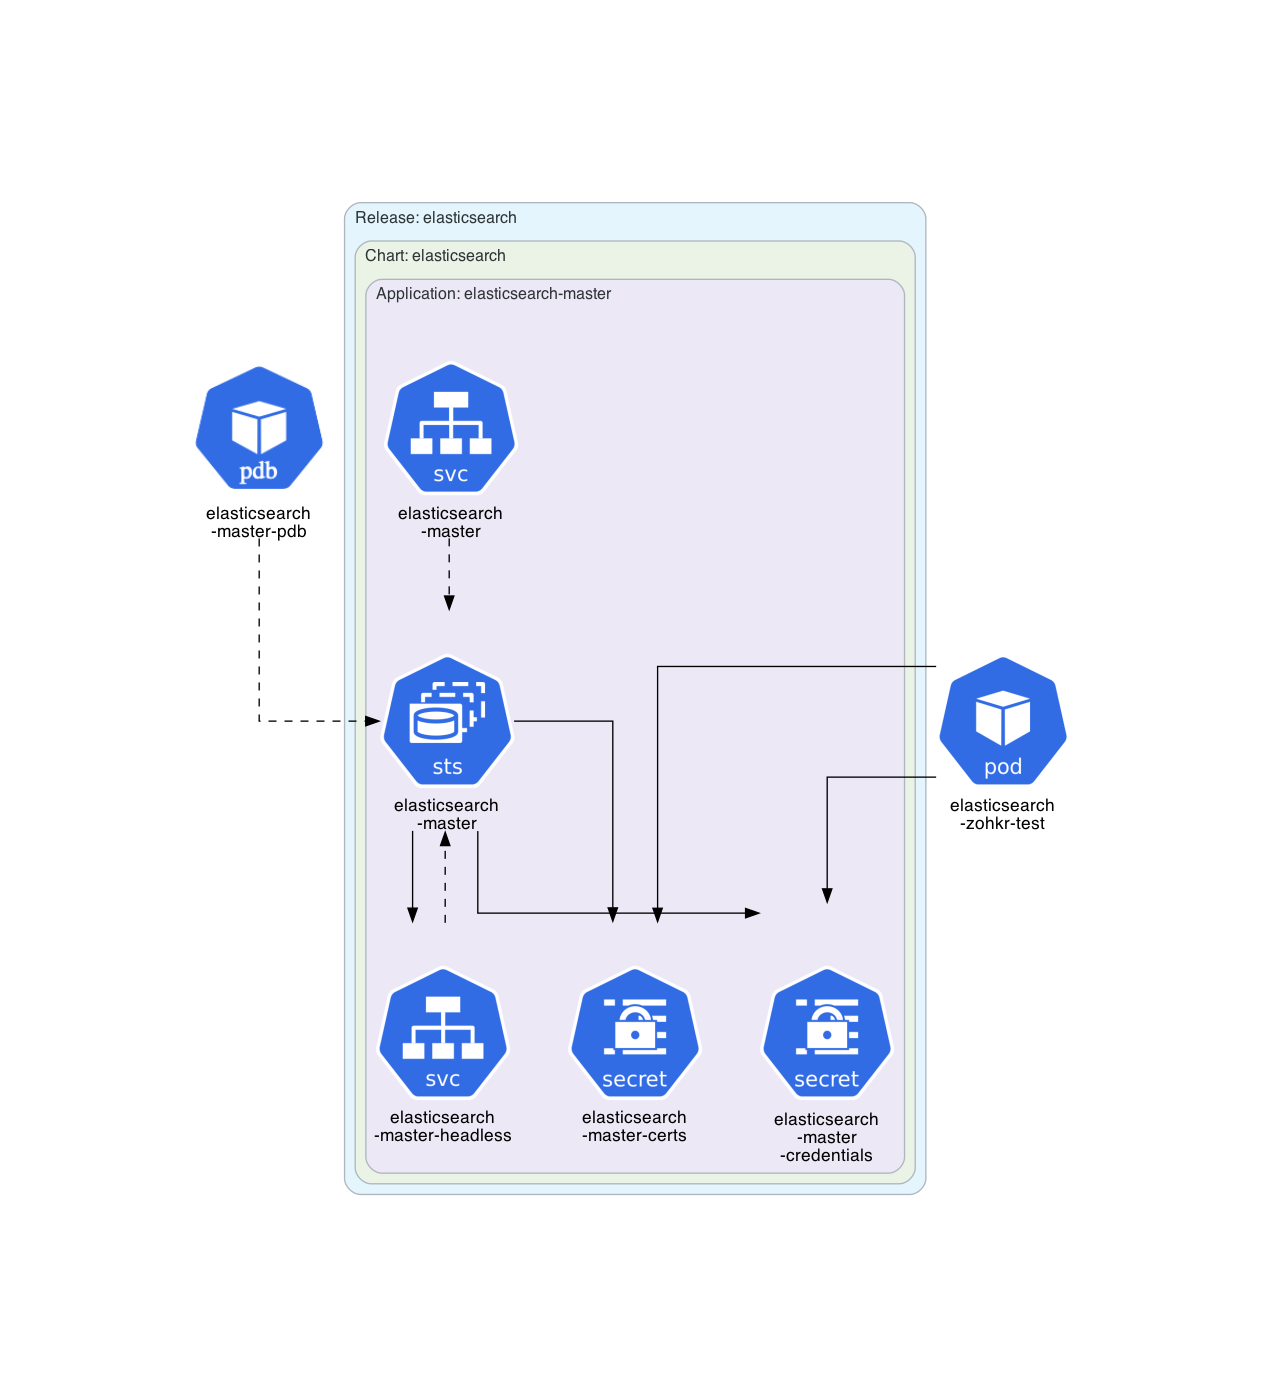 Release: elasticsearch
Chart: elasticsearch
Application: elasticsearch-master
pdb
elasticsearch
-master-pdb
svc
elasticsearch
-master
sts
elasticsearch
-master
pod
elasticsearch
-zohkr-test
svc
elasticsearch
-master-headless
secret
elasticsearch
-master-certs
secret
elasticsearch
-master
-credentials